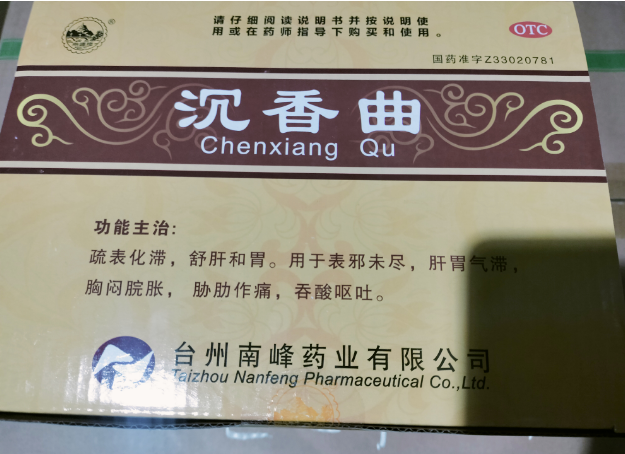 请仔细阅读说明书并按说明使
用或在药师指导下购买和使用。
OTC
国药准字Z33020781
沉香曲
Chenxiang Qu
功能主治:
疏表化滞，舒肝和胃。用于表邪未尽，肝胃气滞，
胸闷脘胀，胁肋作痛，吞酸呕吐。
台州南峰药业有限公司
Taizhou Nanfeng Pharmaceutical Co.,Ltd.